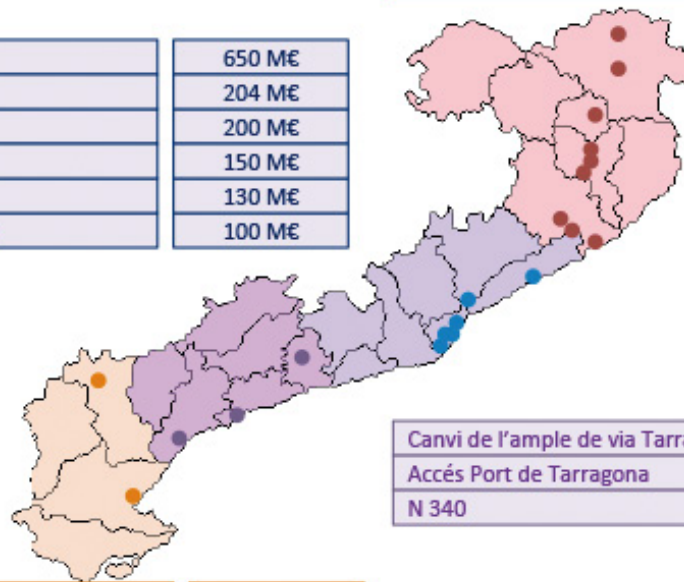 650 M€
204 M€
200 M€
150 M€
130 M€
100 M€
Canvi de l'ample de via
Accés Port de Tarragona
N 340